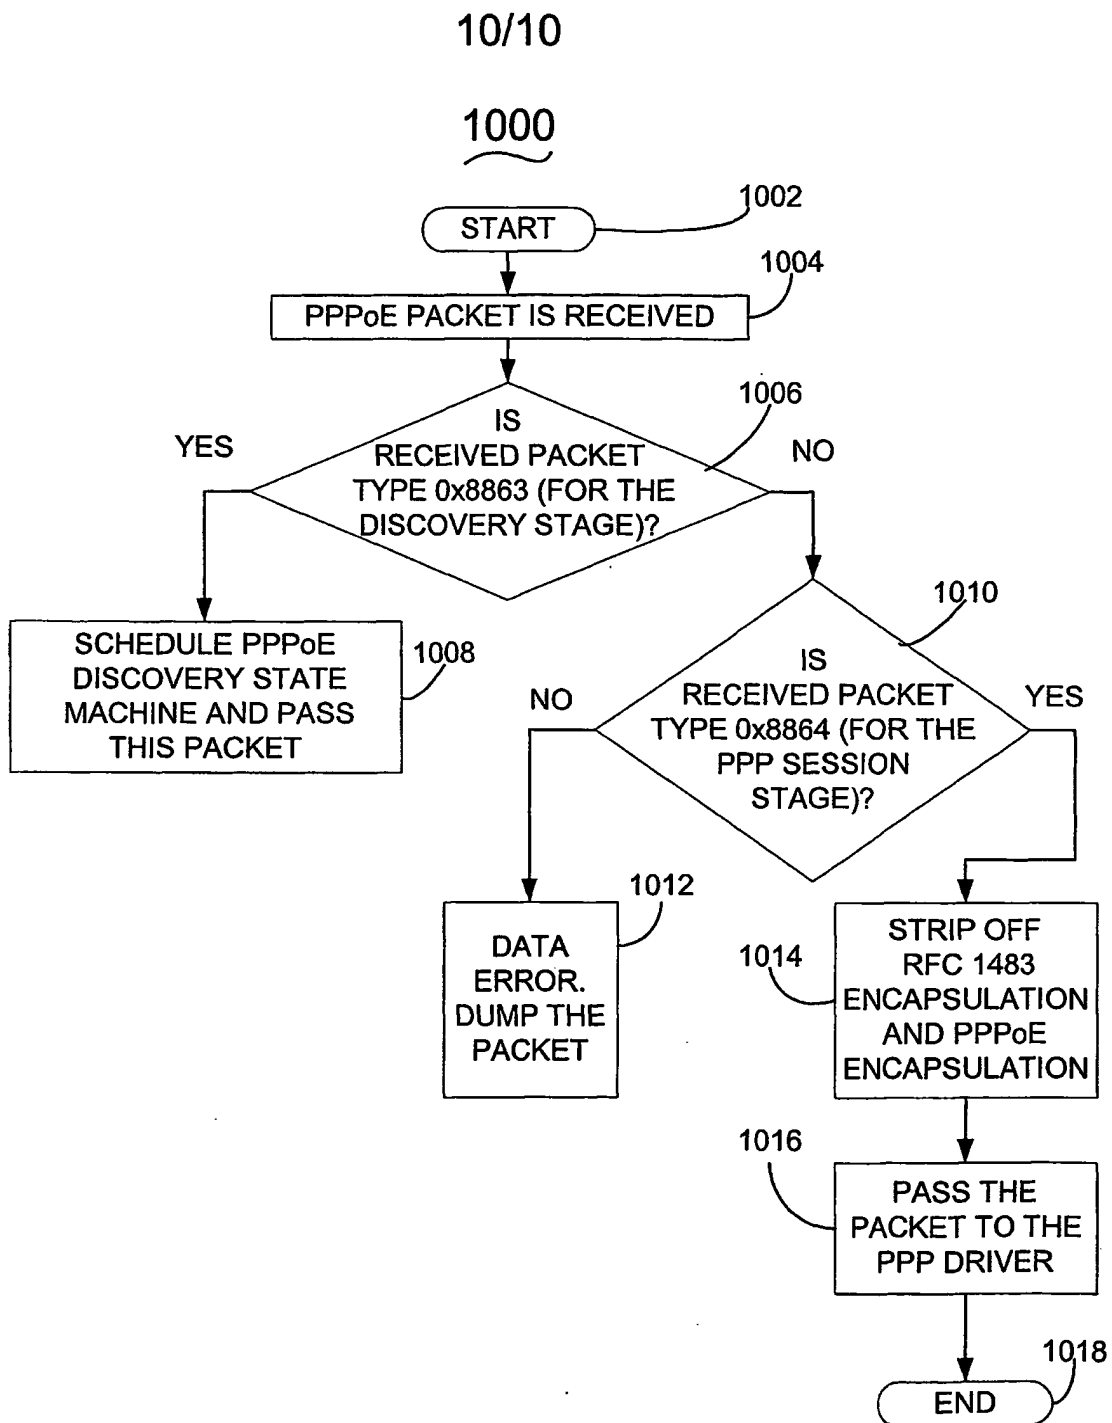 10/10
1000
1002
START
1004
PPPoE PACKET IS RECEIVED
1006
IS
RECEIVED PACKET
TYPE 0x8863 (FOR THE
DISCOVERY STAGE)?
YES
NO
SCHEDULE PPPoE
DISCOVERY STATE
MACHINE AND PASS
THIS PACKET
1008
1010
IS
RECEIVED PACKET
TYPE 0x8864 (FOR THE
PPP SESSION
STAGE)?
NO
YES
1012
DATA
ERROR.
DUMP THE
PACKET
1014
STRIP OFF
RFC 1483
ENCAPSULATION
AND PPPoE
ENCAPSULATION
1016
PASS THE
PACKET TO THE
PPP DRIVER
1018
END